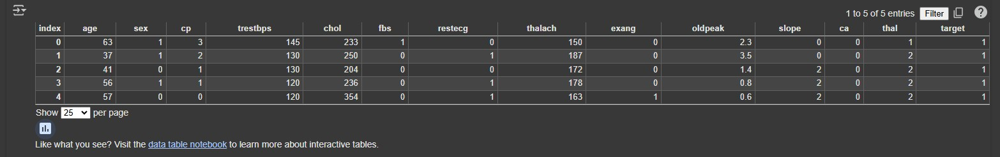 1 to 5 of 5 entries Filter
index age sex cp trestbps chol fbs restecg thalach exang oldpeak slope ca thal target
0 63 1 3 145 233 1 0 150 0 2.3 0 0 1 1
1 37 1 2 130 250 0 1 187 0 3.5 0 0 2 1
2 41 0 1 130 204 0 0 172 0 1.4 2 0 2 1
3 56 1 1 120 236 0 1 178 0 0.8 2 0 2 1
4 57 0 0 120 354 0 1 163 1 0.6 2 0 2 1
Show 25 per page
Like what you see? Visit the data table notebook to learn more about interactive tables.